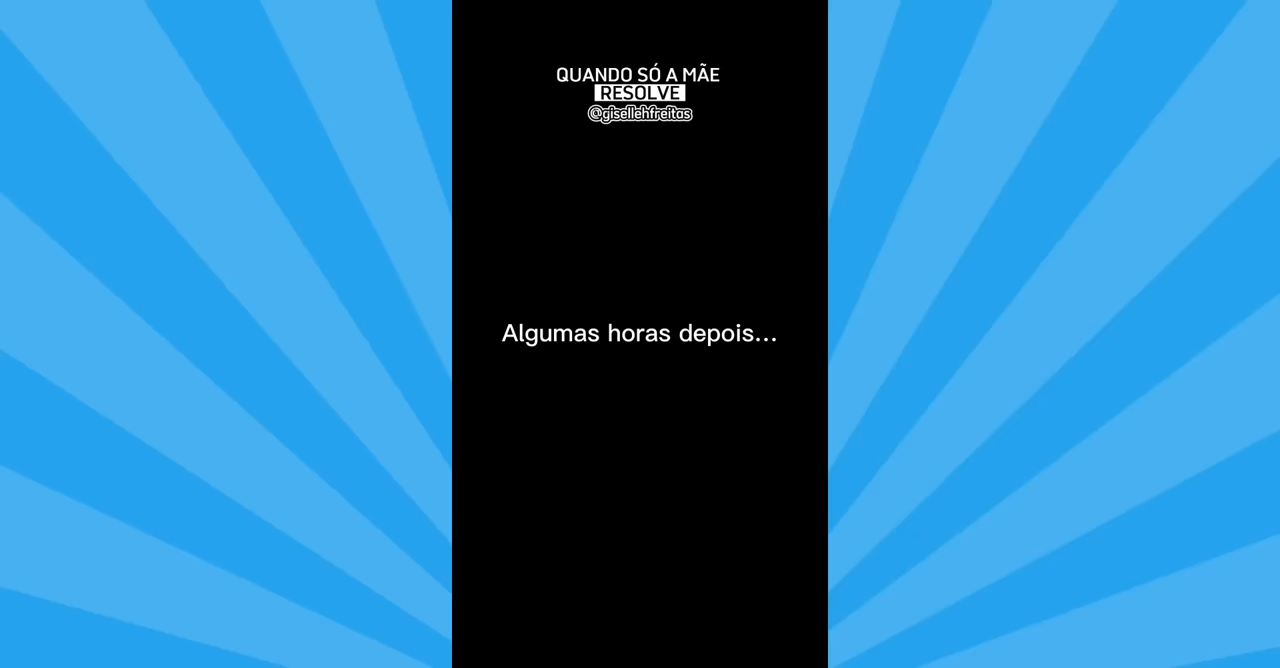 QUANDO SÓ A MÃE
RESOLVE
@gisellehfreitas
Algumas horas depois...